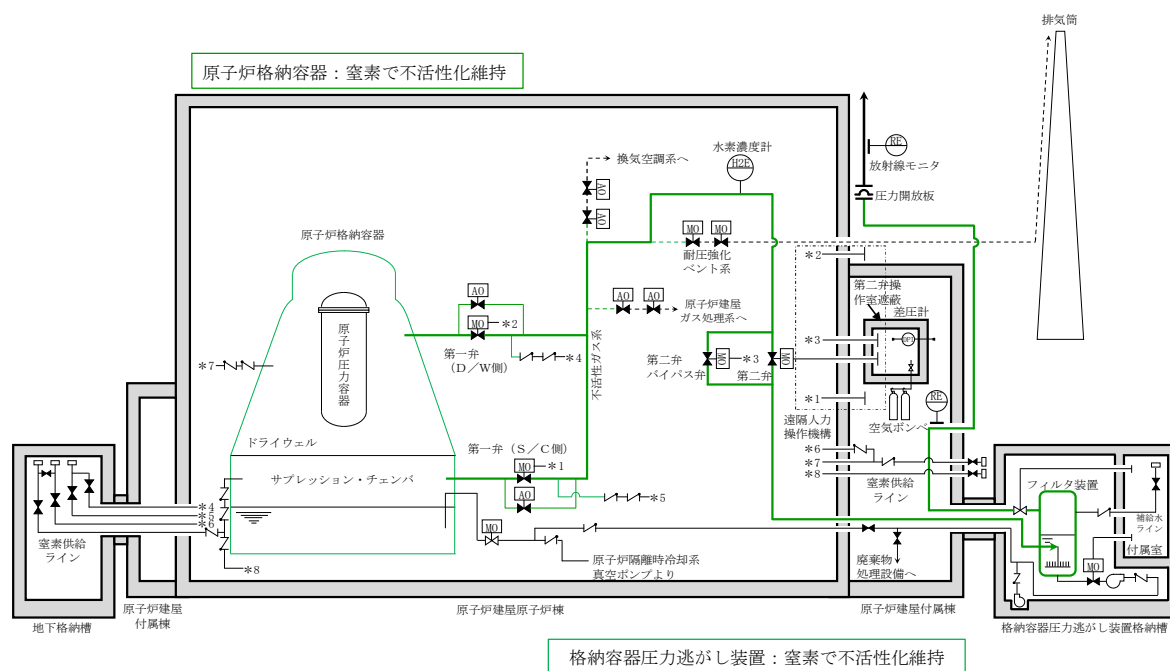 排気筒
原子炉格納容器：窒素で不活性化維持
水素濃度計
H2E
換気空調系へ
AO
AO
RE
放射線モニタ
圧力開放板
原子炉格納容器
MO
MO
耐圧強化
ベント系
*2
第二弁操
作室遮蔽
差圧計
AO
MO
*2
AO
AO
原子炉建屋
ガス処理系へ
*3
DPI
第一弁
（D／W側）
*4
不活性ガス系
第二弁
バイパス弁
MO
*3
第二弁
MO
*7
原子炉圧力容器
*1
RE
遠隔人力
操作機構
空気ボンベ
ドライウェル
第一弁（S／C側）
*6
*7
*8
窒素供給
ライン
MO
*1
サプレッション・チェンバ
AO
*5
フィルタ装置
*4
*5
*6
窒素供給
ライン
補給水
ライン
付属室
MO
*8
原子炉隔離時冷却系
真空ポンプより
廃棄物
処理設備へ
MO
地下格納槽
原子炉建屋
付属棟
原子炉建屋原子炉棟
原子炉建屋付属棟
格納容器圧力逃がし装置格納槽
格納容器圧力逃がし装置：窒素で不活性化維持